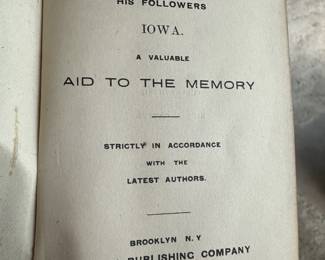 HIS FOLLOWERS
IOWA.
A VALUABLE
AID TO THE MEMORY
STRICTLY IN ACCORDANCE
WITH THE
LATEST AUTHORS.
BROOKLYN N.Y
PUBLISHING COMPANY